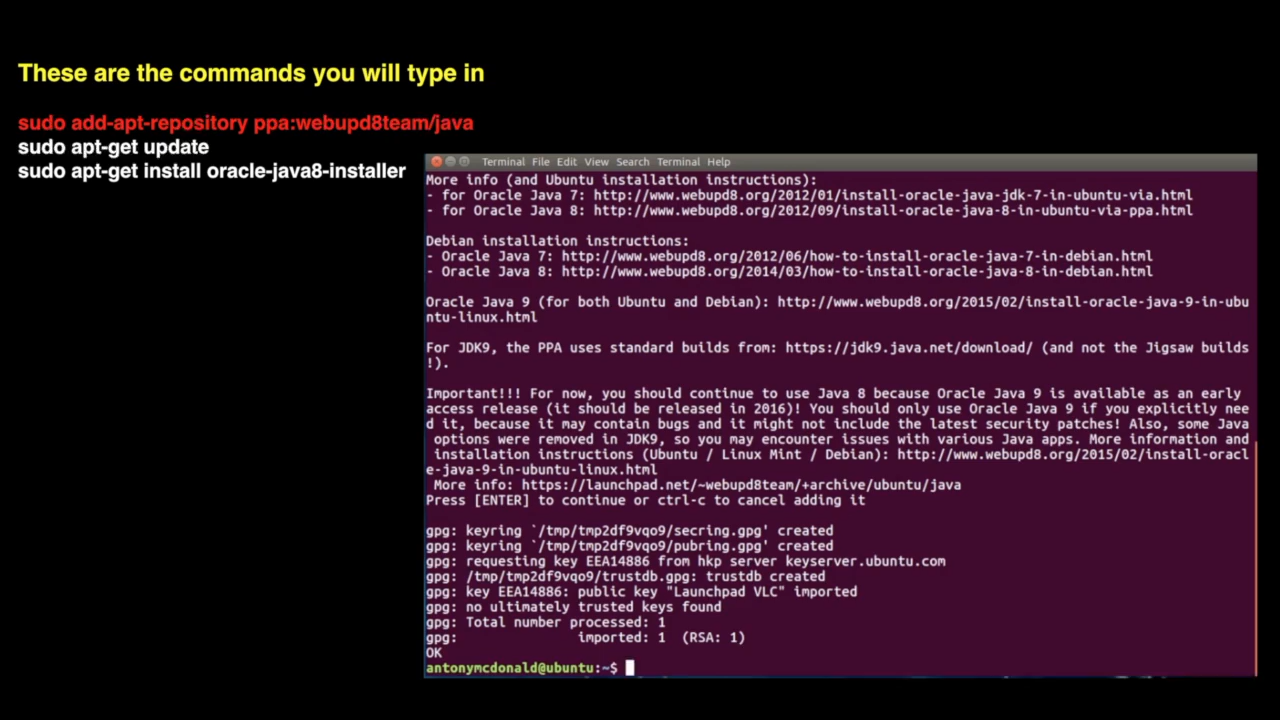 These are the commands you will type in
sudo add-apt-repository ppa:webupd8team/java
sudo apt-get update
sudo apt-get install oracle-java8-installer
Terminal File Edit View Search Terminal Help
More info (and Ubuntu installation instructions):
- for Oracle Java 7: http://www.webupd8.org/2012/01/install-oracle-java-jdk-7-in-ubuntu-via.html
- for Oracle Java 8: http://www.webupd8.org/2012/09/install-oracle-java-8-in-ubuntu-via-ppa.html
Debian installation instructions:
- Oracle Java 7: http://www.webupd8.org/2012/06/how-to-install-oracle-java-7-in-debian.html
- Oracle Java 8: http://www.webupd8.org/2014/03/how-to-install-oracle-java-8-in-debian.html
Oracle Java 9 (for both Ubuntu and Debian): http://www.webupd8.org/2015/02/install-oracle-java-9-in-ubu
ntu-linux.html
For JDK9, the PPA uses standard builds from: https://jdk9.java.net/download/ (and not the Jigsaw builds
!).
Important!!! For now, you should continue to use Java 8 because Oracle Java 9 is available as an early
access release (it should be released in 2016)! You should only use Oracle Java 9 if you explicitly nee
d it, because it may contain bugs and it might not include the latest security patches! Also, some Java
options were removed in JDK9, so you may encounter issues with various Java apps. More information and
installation instructions (Ubuntu / Linux Mint / Debian): http://www.webupd8.org/2015/02/install-oracl
e-java-9-in-ubuntu-linux.html
More info: https://launchpad.net/~webupd8team/+archive/ubuntu/java
Press [ENTER] to continue or ctrl-c to cancel adding it
gpg: keyring `/tmp/tmp2df9vqo9/secring.gpg' created
gpg: keyring `/tmp/tmp2df9vqo9/pubring.gpg' created
gpg: requesting key EEA14886 from hkp server keyserver.ubuntu.com
gpg: /tmp/tmp2df9vqo9/trustdb.gpg: trustdb created
gpg: key EEA14886: public key "Launchpad VLC" imported
gpg: no ultimately trusted keys found
gpg: Total number processed: 1
gpg: imported: 1 (RSA: 1)
OK
antonymcdonald@ubuntu:~$